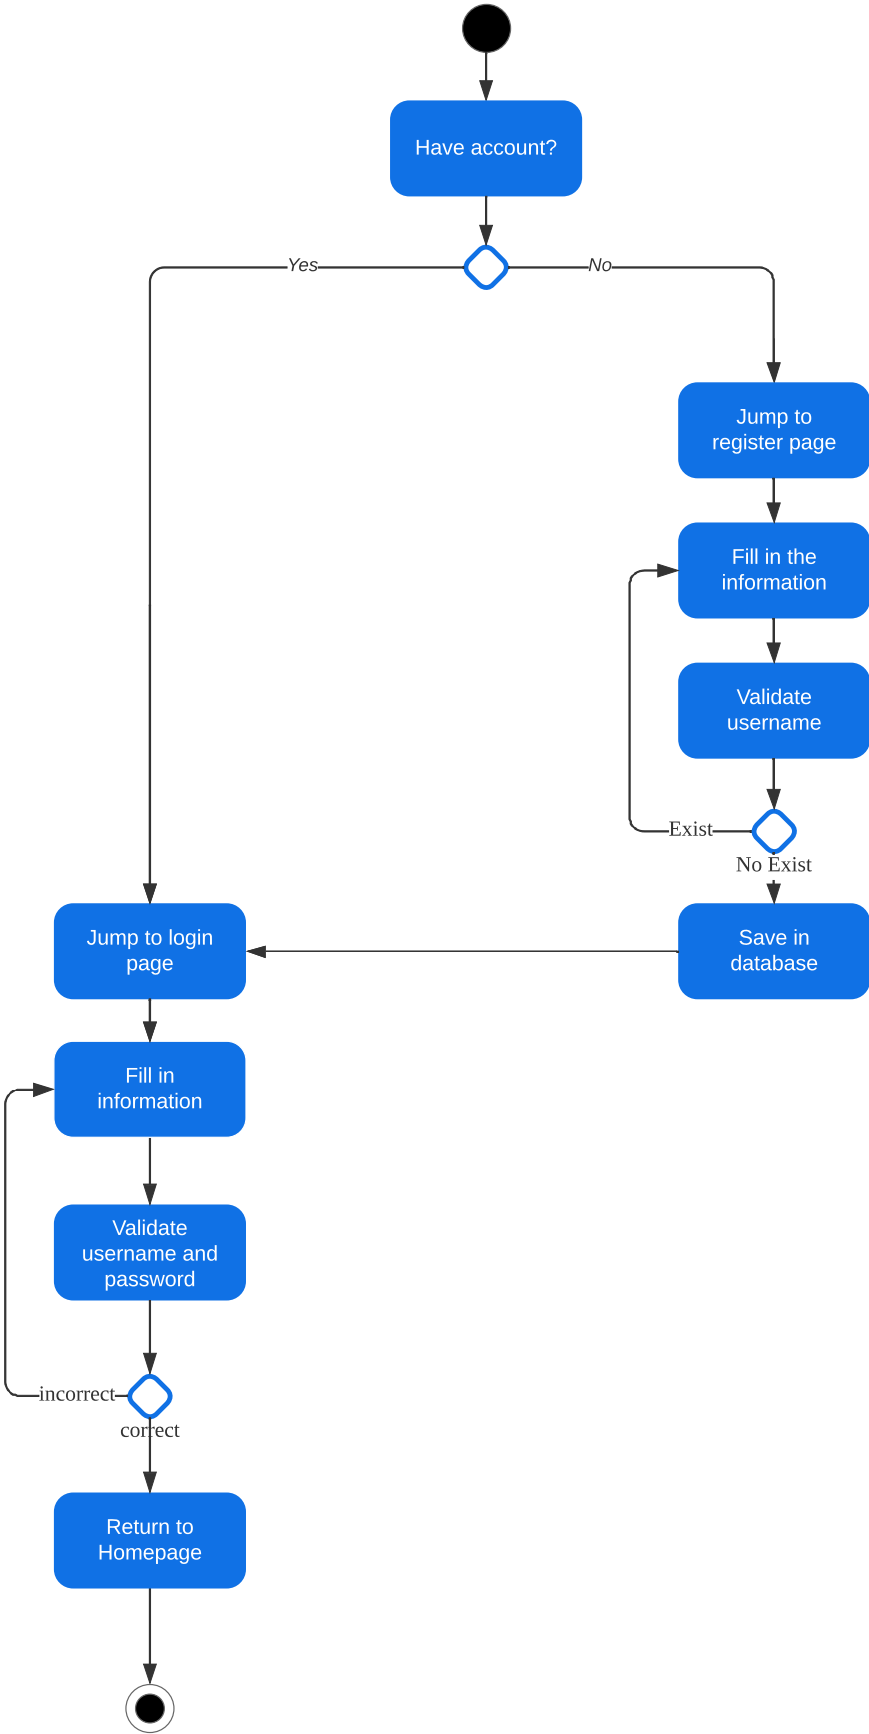 Have account?
Yes
No
Jump to
register page
Fill in the
information
Validate
username
Exist
No Exist
Jump to login
page
Save in
database
Fill in
information
Validate
username and
password
incorrect
correct
Return to
Homepage